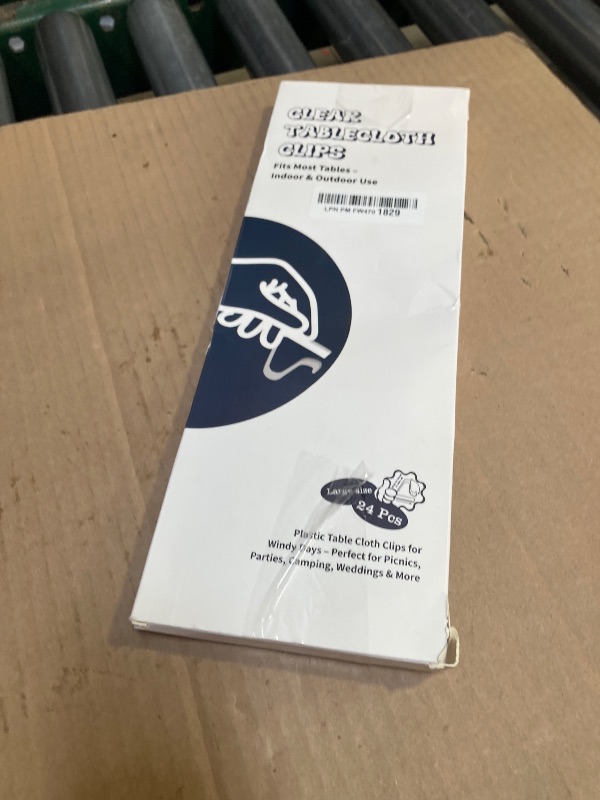 CLEAR
TABLECLOTH
CLIPS
Fits Most Tables –
Indoor & Outdoor Use
LPN PM FW470 1829
Large size
24 Pcs
Plastic Table Cloth Clips for
Windy Days – Perfect for Picnics,
Parties, Camping, Weddings & More